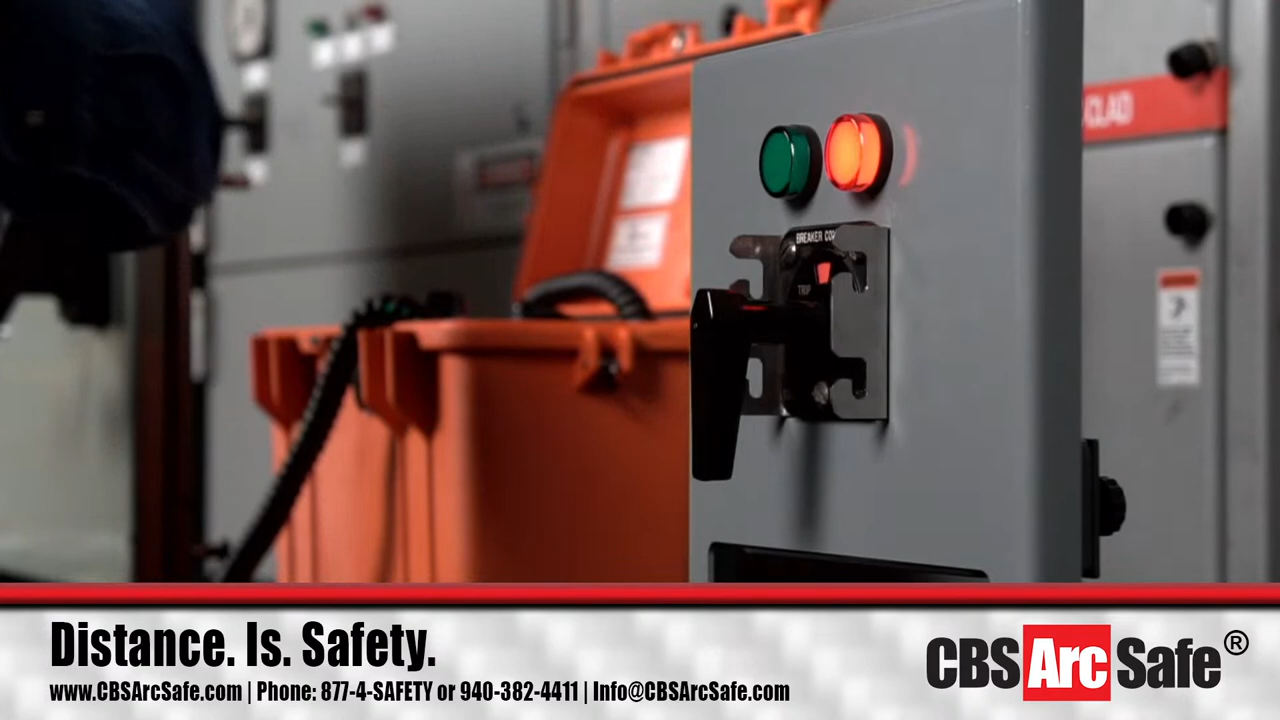 -CLAD
BREAKER CO
TRIP
Distance. Is. Safety.
www.CBSArcSafe.com | Phone: 877-4-SAFETY or 940-382-4411 | Info@CBSArcSafe.com
CBS Arc Safe®